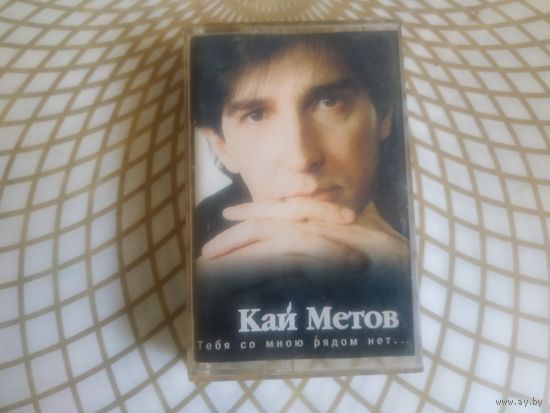 Кай Метов
Тебя со мною рядом нет...
www.ay.by